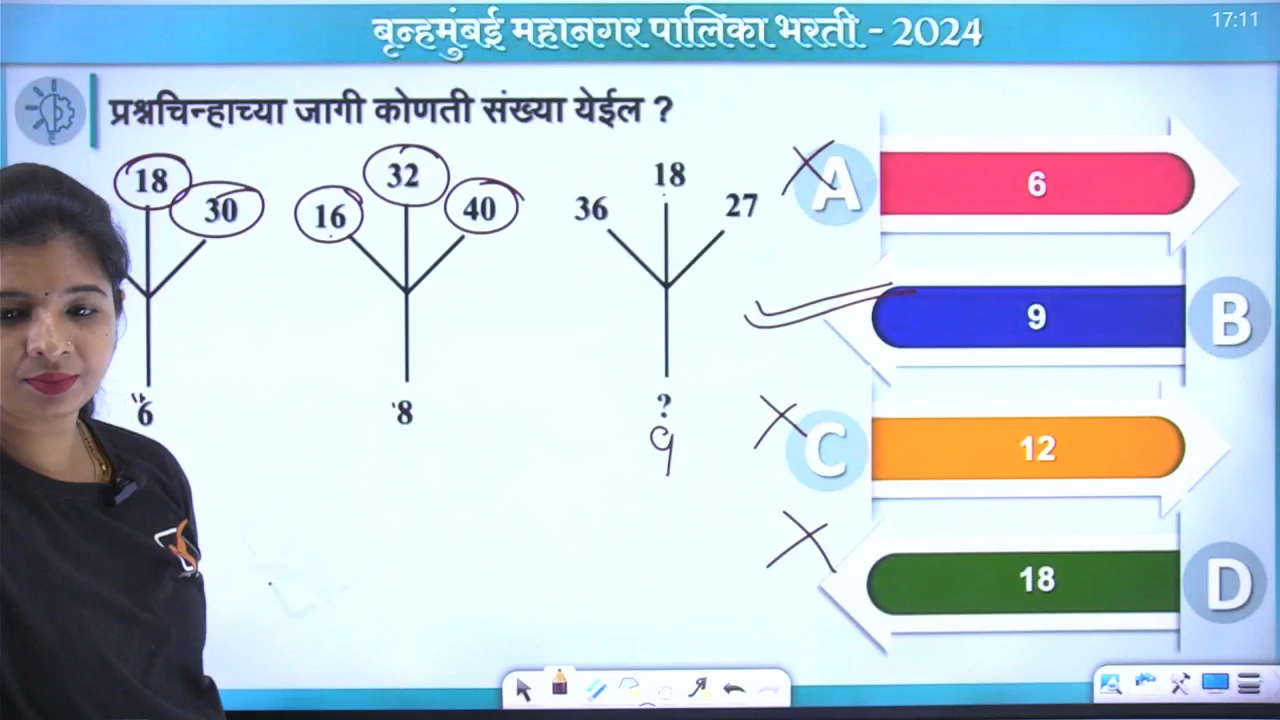 बृन्हमुंबई महानगर पालिका भरती - 2024
17:11
प्रश्नचिन्हाच्या जागी कोणती संख्या येईल ?
18
30
6
16
32
40
8
36
18
27
?
9
A 6
9 B
C 12
18 D